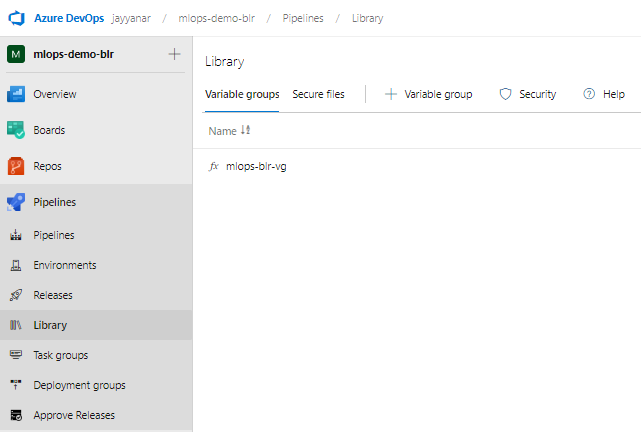 Azure DevOps jayyanar / mlops-demo-blr / Pipelines / Library
M mlops-demo-blr
Overview
Boards
Repos
Pipelines
Pipelines
Environments
Releases
Library
Task groups
Deployment groups
Approve Releases
Library
Variable groups Secure files + Variable group Security ? Help
Name
fx mlops-blr-vg